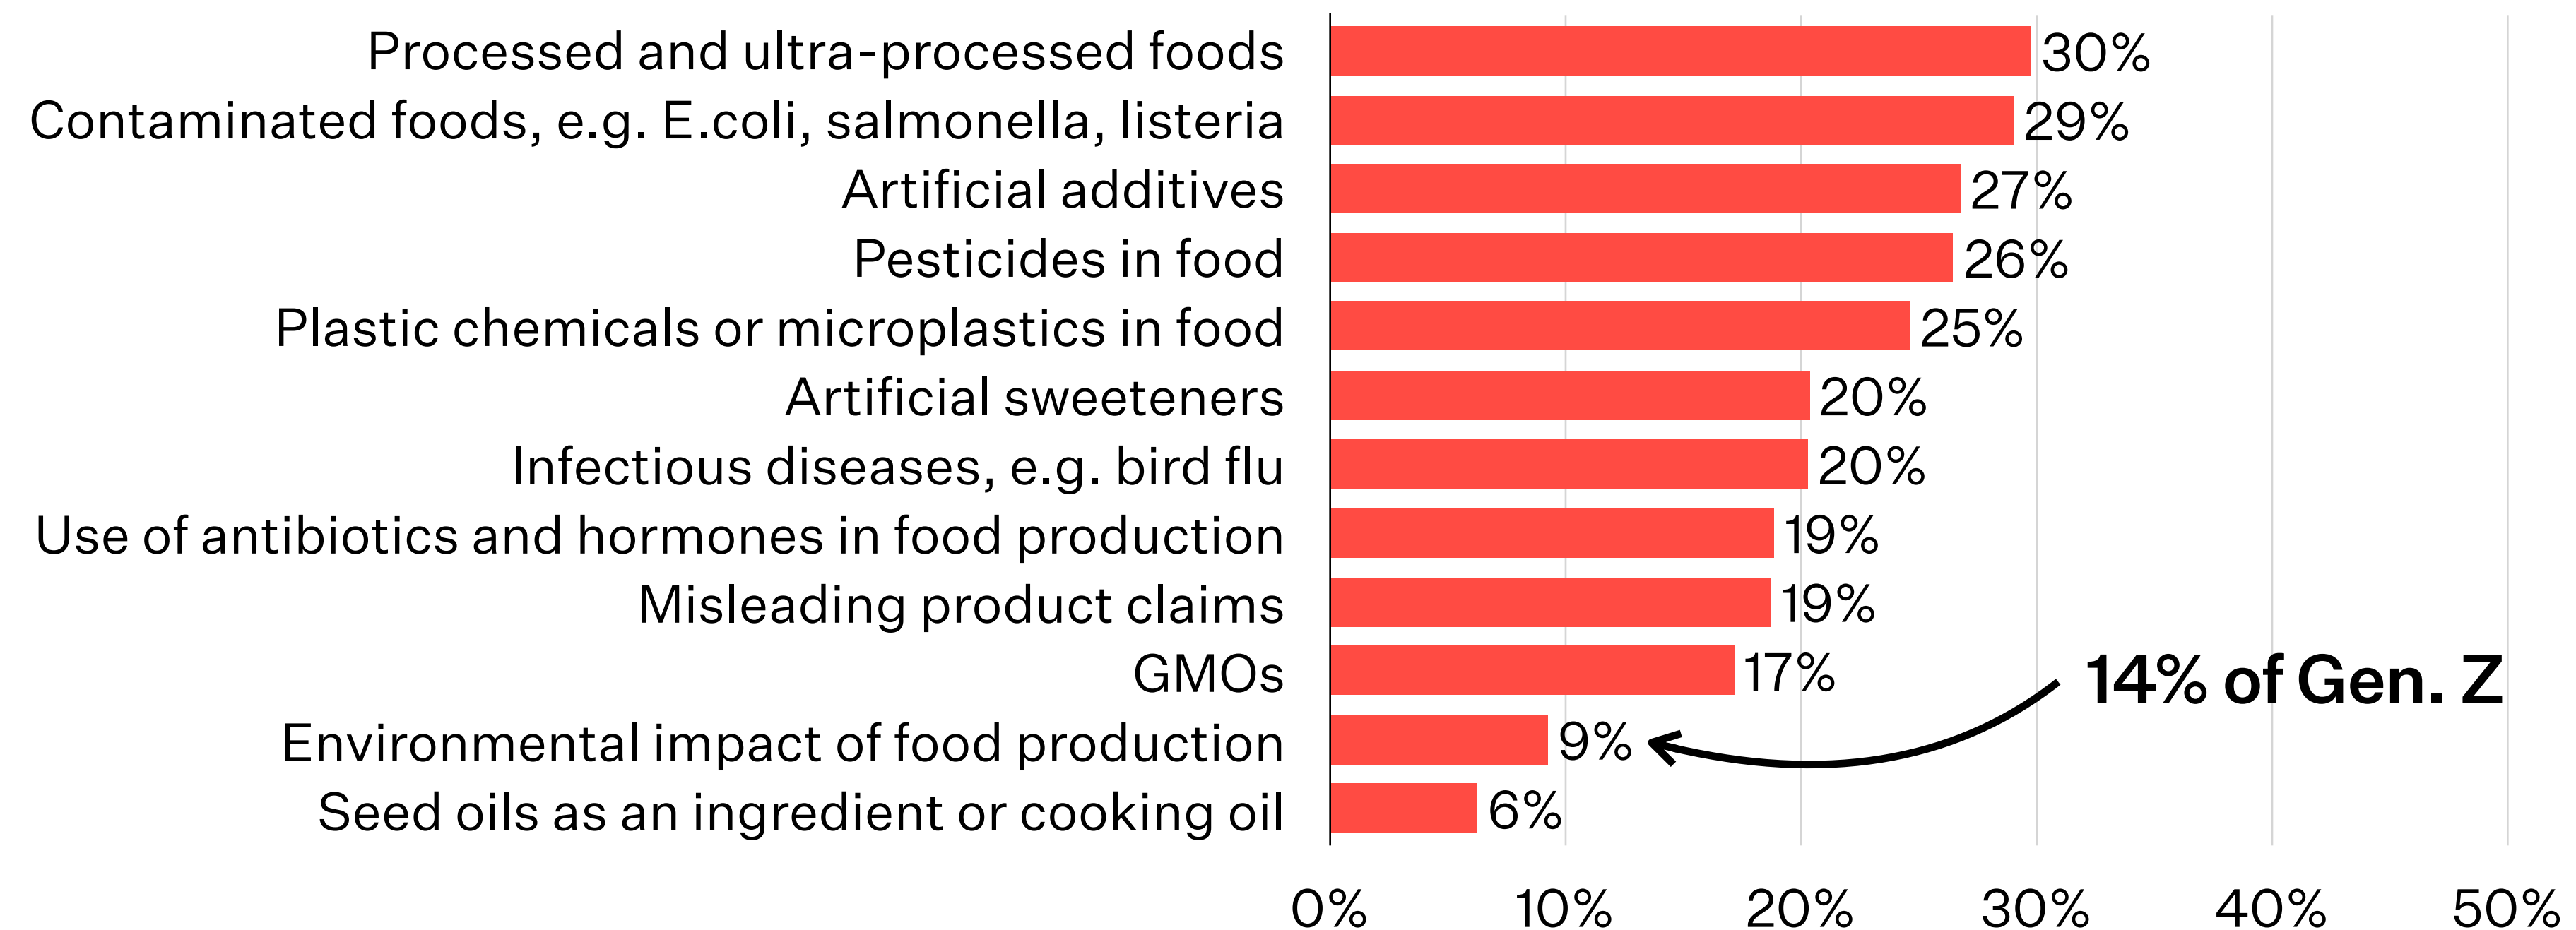 Processed and ultra-processed foods 30%
Contaminated foods, e.g. E.coli, salmonella, listeria 29%
Artificial additives 27%
Pesticides in food 26%
Plastic chemicals or microplastics in food 25%
Artificial sweeteners 20%
Infectious diseases, e.g. bird flu 20%
Use of antibiotics and hormones in food production 19%
Misleading product claims 19%
GMOs 17%
14% of Gen. Z
Environmental impact of food production 9%
Seed oils as an ingredient or cooking oil 6%
0% 10% 20% 30% 40% 50%